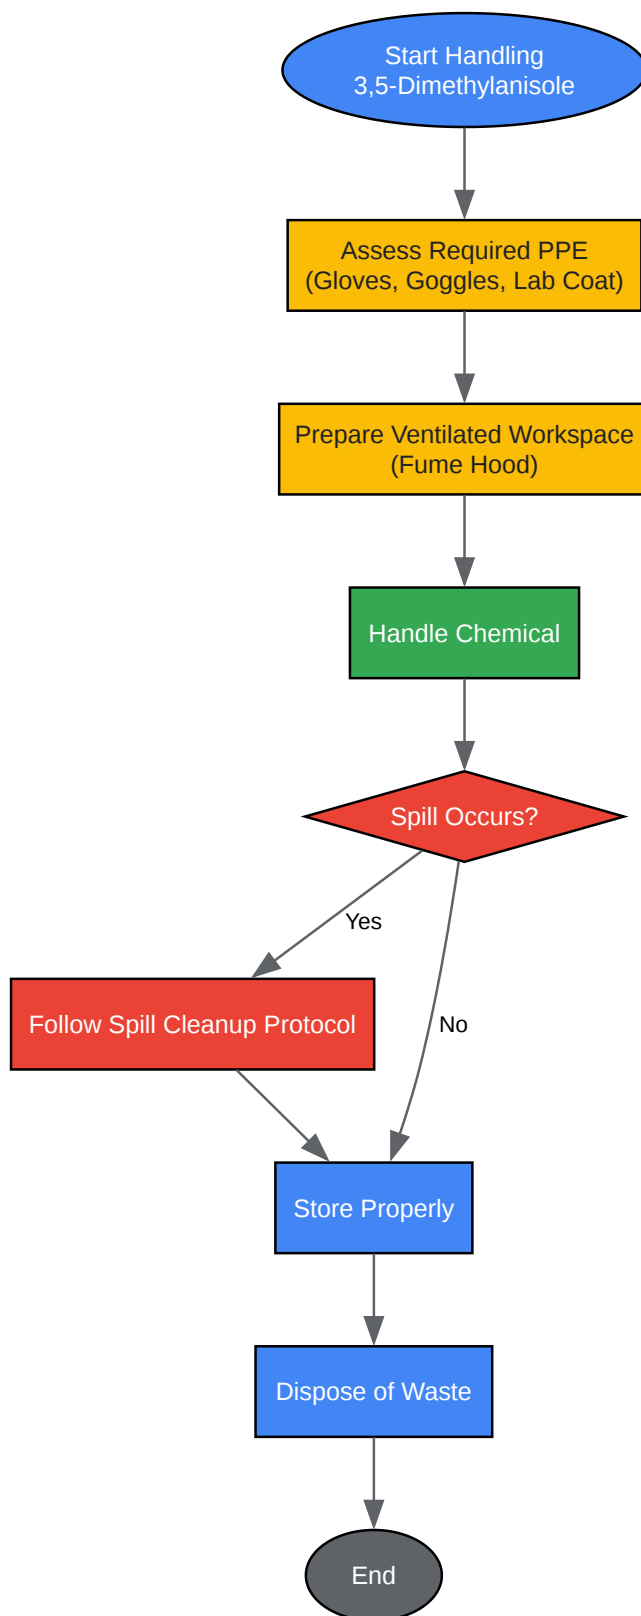 Start Handling
3,5-Dimethylanisole
Assess Required PPE
(Gloves, Goggles, Lab Coat)
Prepare Ventilated Workspace
(Fume Hood)
Handle Chemical
Spill Occurs?
Yes
Follow Spill Cleanup Protocol
No
Store Properly
Dispose of Waste
End